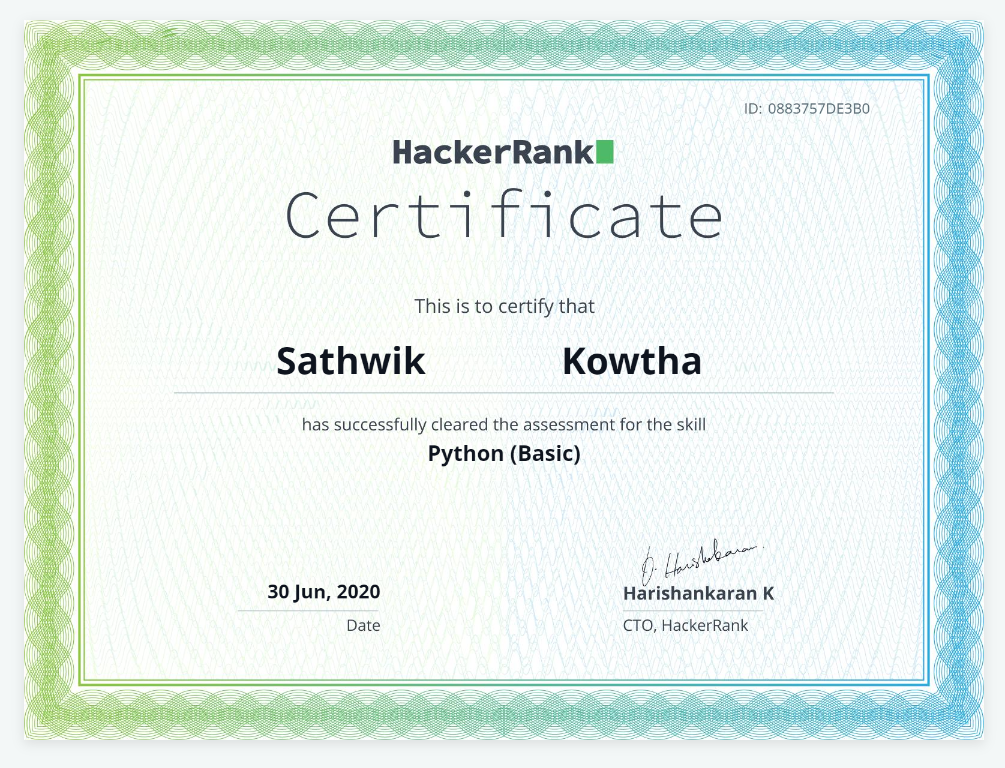 ID: 0883757DE3B0
HackerRank
Certificate
This is to certify that
Sathwik Kowtha
has successfully cleared the assessment for the skill
Python (Basic)
30 Jun, 2020
Date
Harishankaran K
CTO, HackerRank